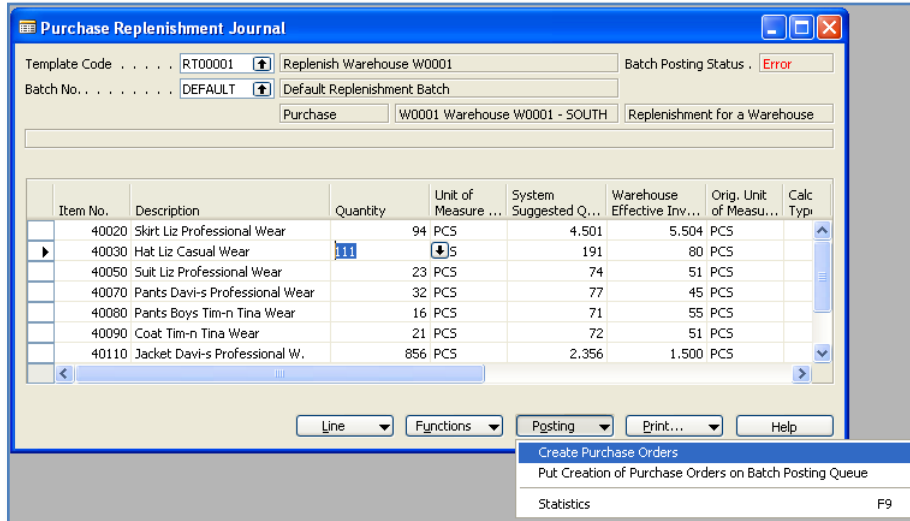 Purchase Replenishment Journal
Template Code . . . . . RT00001 Replenish Warehouse W0001 Batch Posting Status . Error
Batch No. . . . . . . . . DEFAULT Default Replenishment Batch
Purchase W0001 Warehouse W0001 - SOUTH Replenishment for a Warehouse
Item No. Description Quantity Unit of Measure ... System Suggested Q... Warehouse Effective Inv... Orig. Unit of Measu... Calc
40020 Skirt Liz Professional Wear 94 PCS 4.501 5.504 PCS
40030 Hat Liz Casual Wear 111 S 191 80 PCS
40050 Suit Liz Professional Wear 23 PCS 74 51 PCS
40070 Pants Davi-s Professional Wear 32 PCS 77 45 PCS
40080 Pants Boys Tim-n Tina Wear 16 PCS 71 55 PCS
40090 Coat Tim-n Tina Wear 21 PCS 72 51 PCS
40110 Jacket Davi-s Professional W. 856 PCS 2.356 1.500 PCS
Line Functions Posting Print... Help
Create Purchase Orders
Put Creation of Purchase Orders on Batch Posting Queue
Statistics F9